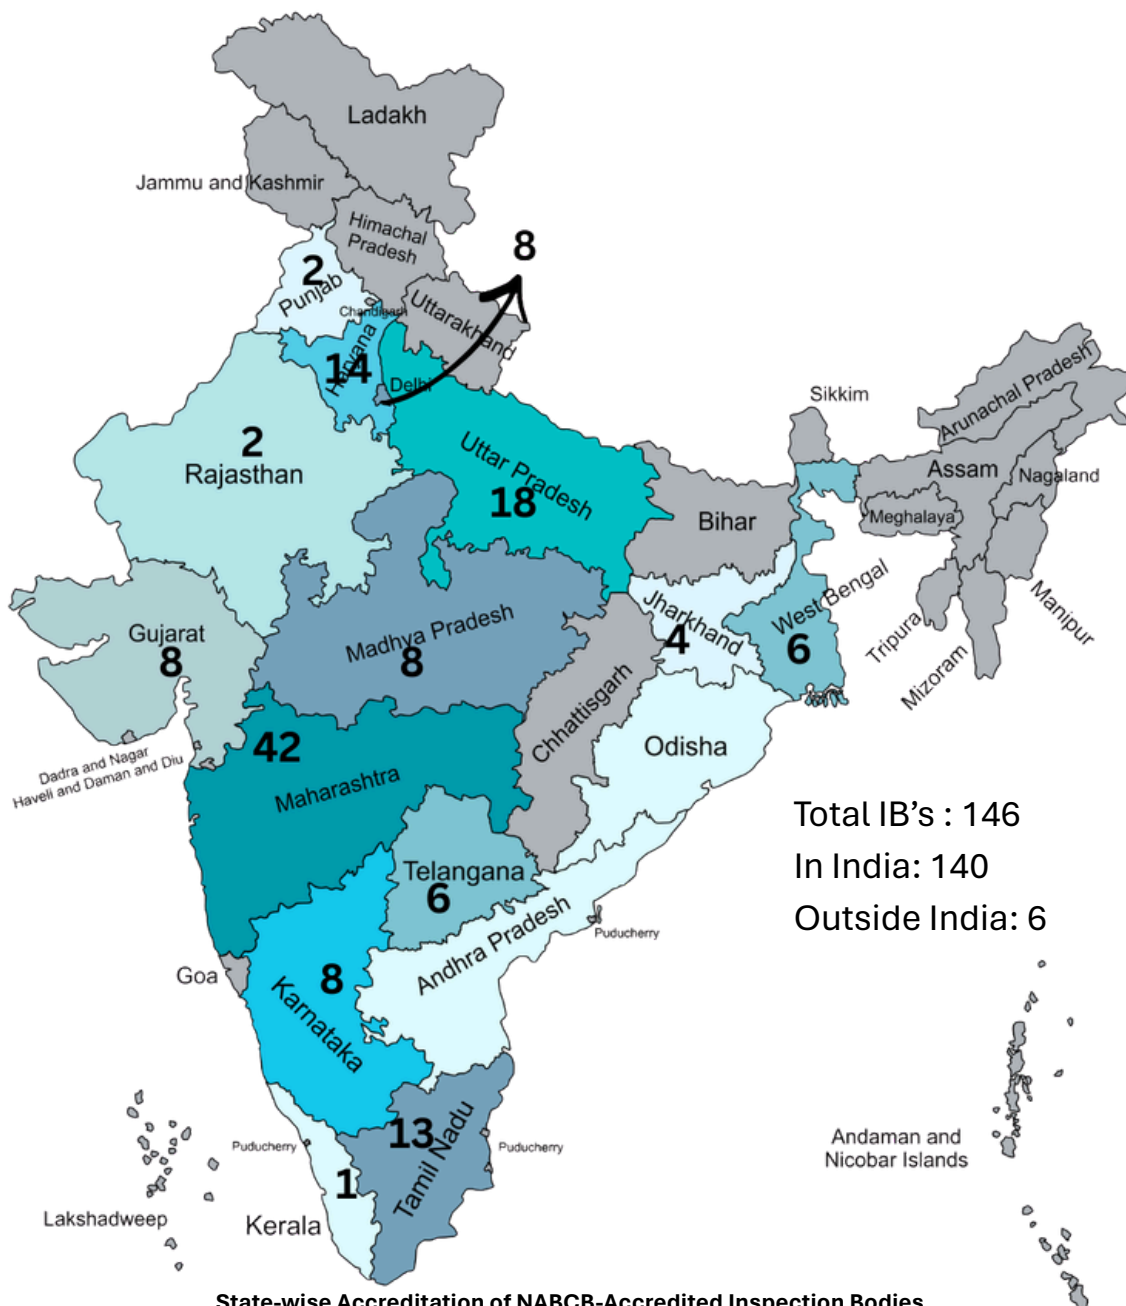 Ladakh
Jammu and Kashmir
Himachal
Pradesh
8
2
Punjab
Chandigarh
Uttarakhand
Haryana
14
Delhi
Sikkim
Arunachal Pradesh
2
Rajasthan
Uttar Pradesh
18
Assam
Nagaland
Bihar
Meghalaya
Gujarat
8
Madhya Pradesh
8
Jharkhand
4
West Bengal
6
Tripura
Mizoram
Manipur
Chhattisgarh
Odisha
42
Maharashtra
Dadra and Nagar
Haveli and Daman and Diu
Total IB’s : 146
In India: 140
Outside India: 6
Telangana
6
Andhra Pradesh
Puducherry
Goa
8
Karnataka
13
Tamil Nadu
Puducherry
Puducherry
1
Kerala
Lakshadweep
Andaman and
Nicobar Islands
State-wise Accreditation of NABCB-Accredited Inspection Bodies